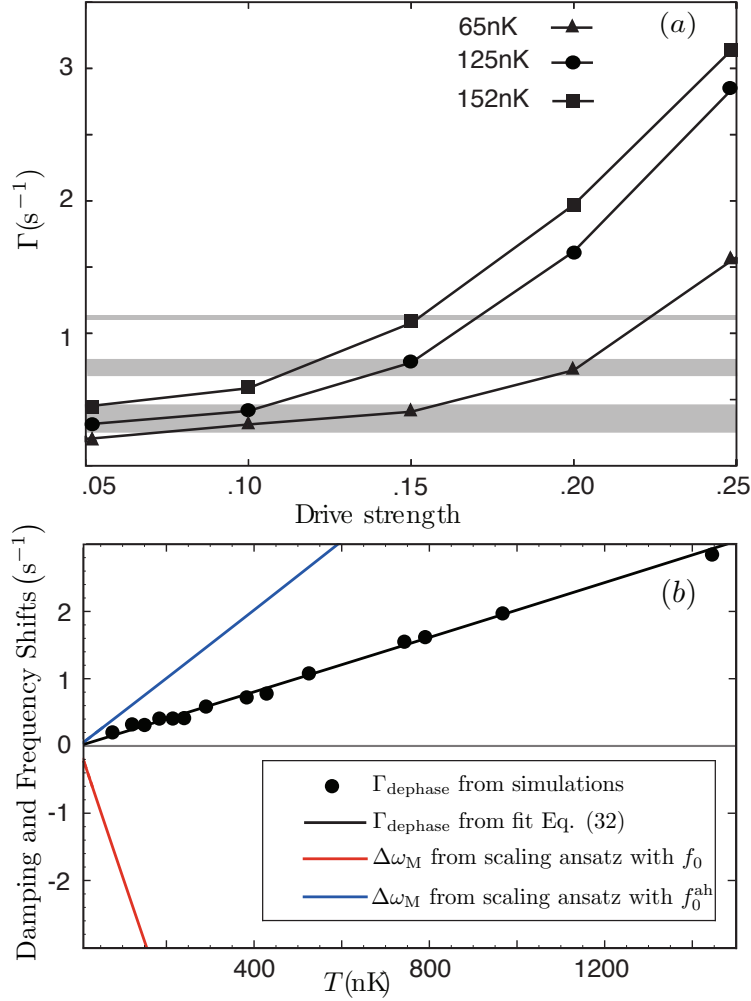 (a)
65nK
125nK
152nK
Γ(s⁻¹)
3
2
1
.05 .10 .15 .20 .25
Drive strength
(b)
Damping and Frequency Shifts (s⁻¹)
2
1
0
-1
-2
Γ_dephase from simulations
Γ_dephase from fit Eq. (32)
Δω_M from scaling ansatz with f₀
Δω_M from scaling ansatz with f₀^ah
400 800 1200
T(nK)